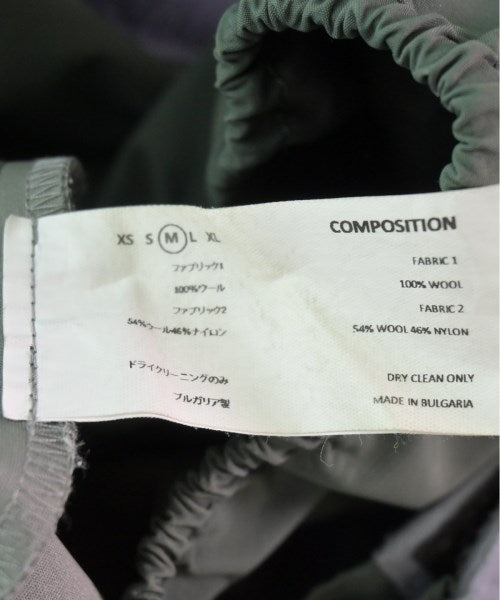 XS S M L XL
ファブリック1
100%ウール
ファブリック2
54%ウール46%ナイロン
ドライクリーニングのみ
ブルガリア製
COMPOSITION
FABRIC 1
100% WOOL
FABRIC 2
54% WOOL 46% NYLON
DRY CLEAN ONLY
MADE IN BULGARIA